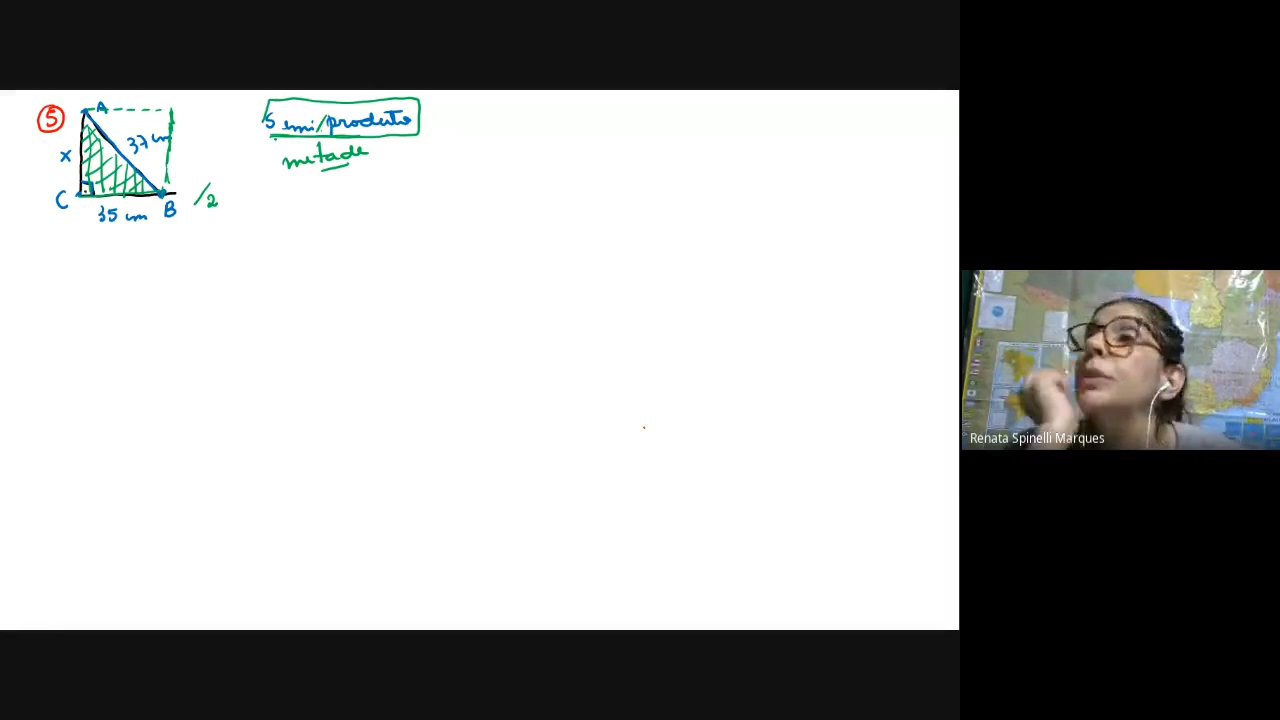 5
A
37 cm
x
C
35 cm
B
/2
Semi/produto
metade
Renata Spinelli Marques